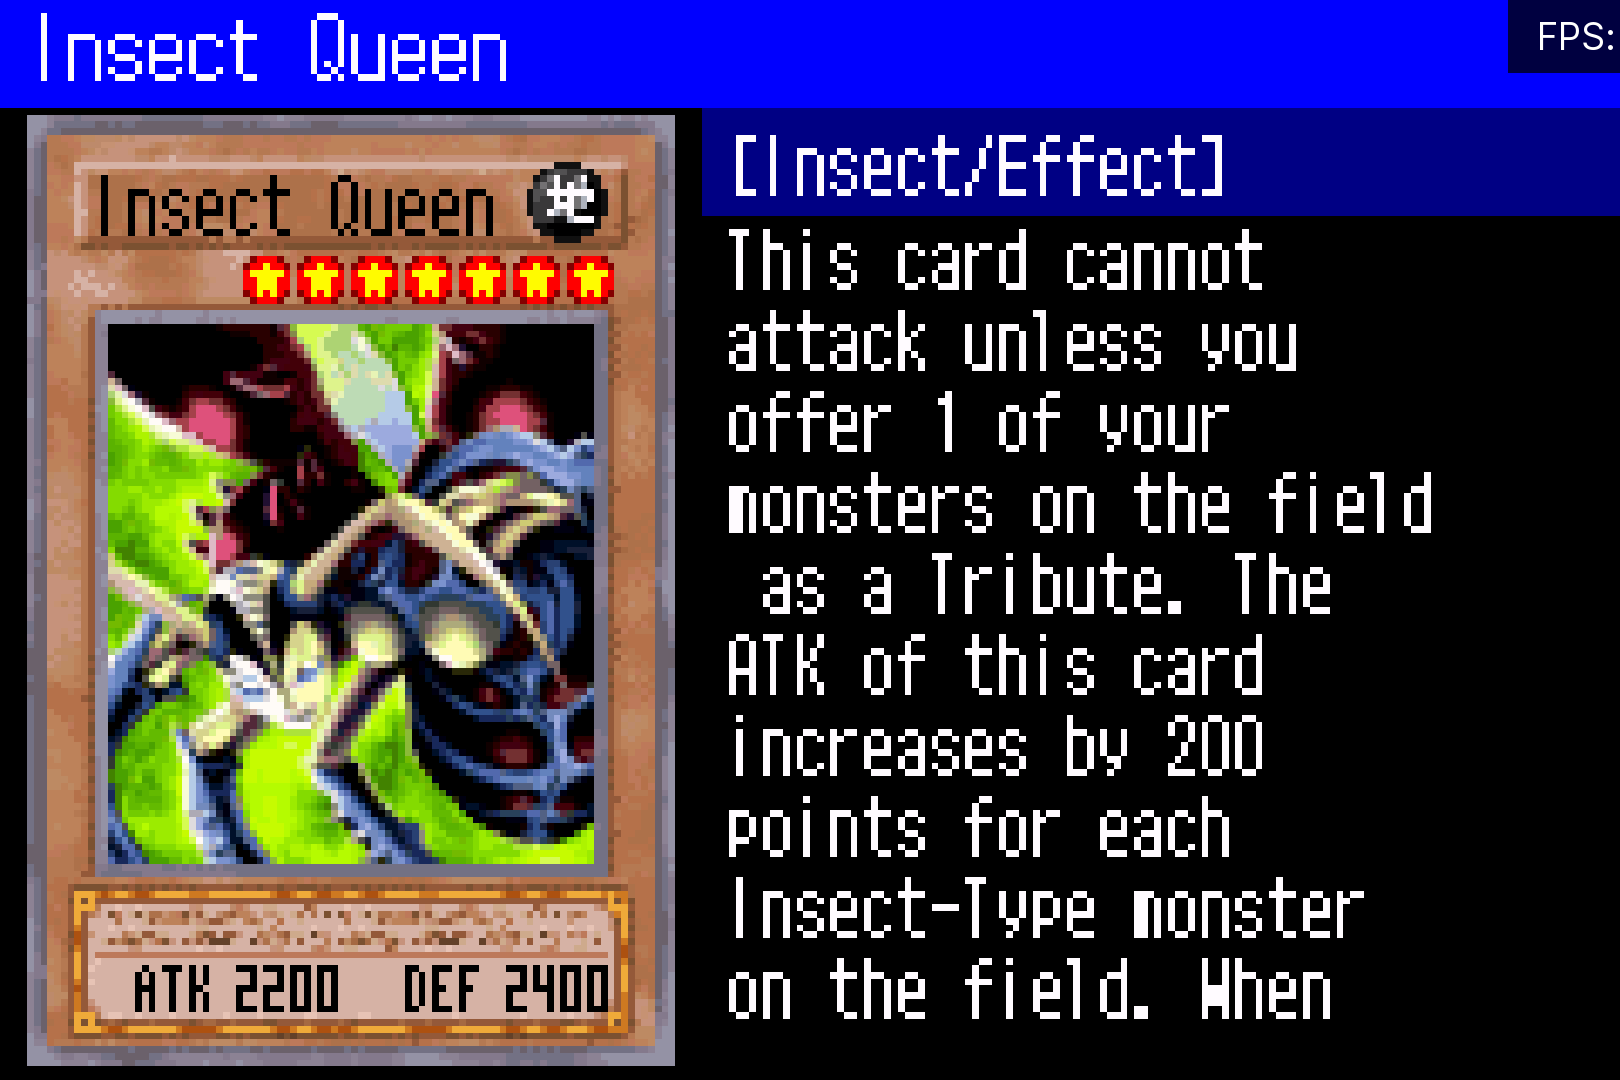 Insect Queen
FPS:
Insect Queen 地
[Insect/Effect]
This card cannot
attack unless you
offer 1 of your
monsters on the field
as a Tribute. The
ATK of this card
increases by 200
points for each
Insect-Type monster
on the field. When
ATK 2200 DEF 2400